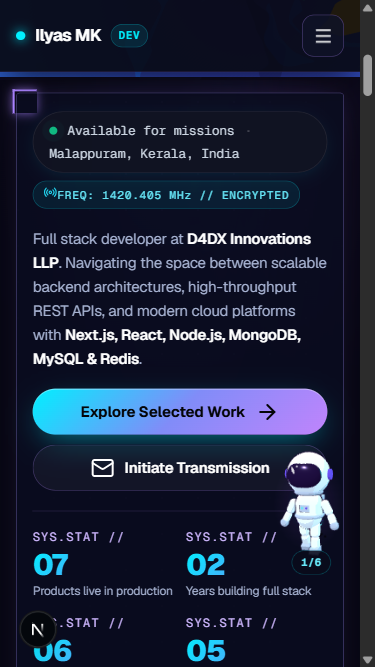 Ilyas MK DEV
Available for missions ·
Malappuram, Kerala, India
FREQ: 1420.405 MHz // ENCRYPTED
Full stack developer at D4DX Innovations
LLP. Navigating the space between scalable
backend architectures, high-throughput
REST APIs, and modern cloud platforms
with Next.js, React, Node.js, MongoDB,
MySQL & Redis.
Explore Selected Work →
Initiate Transmission
SYS.STAT // SYS.STAT //
07 02
1/6
Products live in production Years building full stack
SYS.STAT // SYS.STAT //
N
06 05